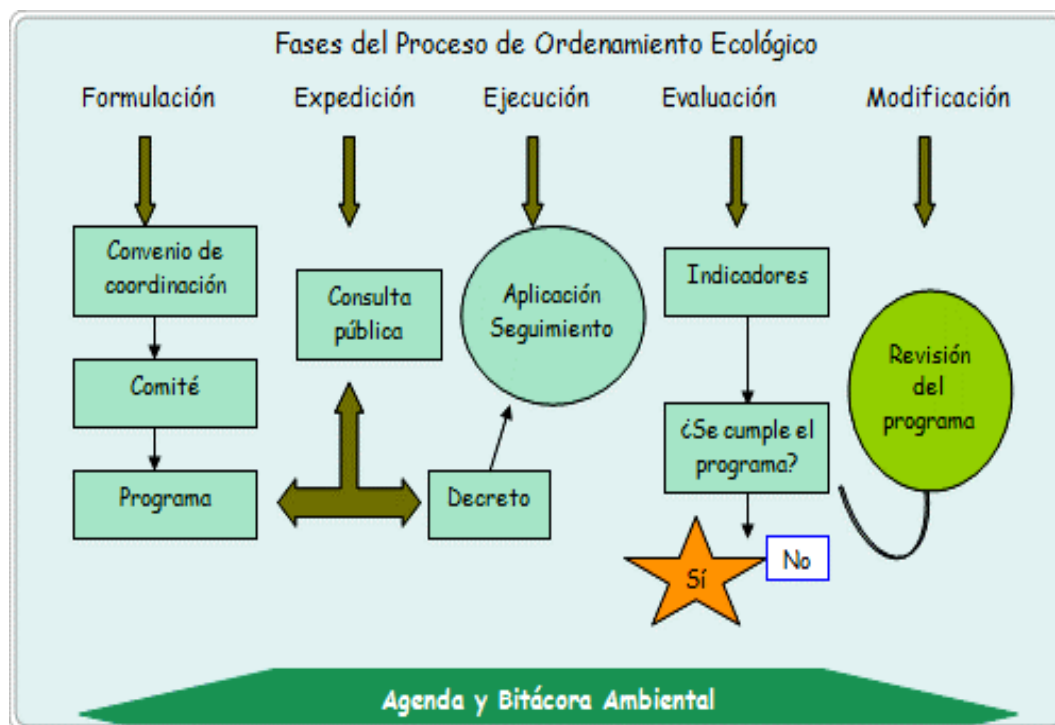 Fases del Proceso de Ordenamiento Ecológico
Formulación
Expedición
Ejecución
Evaluación
Modificación
Convenio de
coordinación
Comité
Programa
Consulta
pública
Aplicación
Seguimiento
Decreto
Indicadores
¿Se cumple el
programa?
Sí
No
Revisión
del
programa
Agenda y Bitácora Ambiental